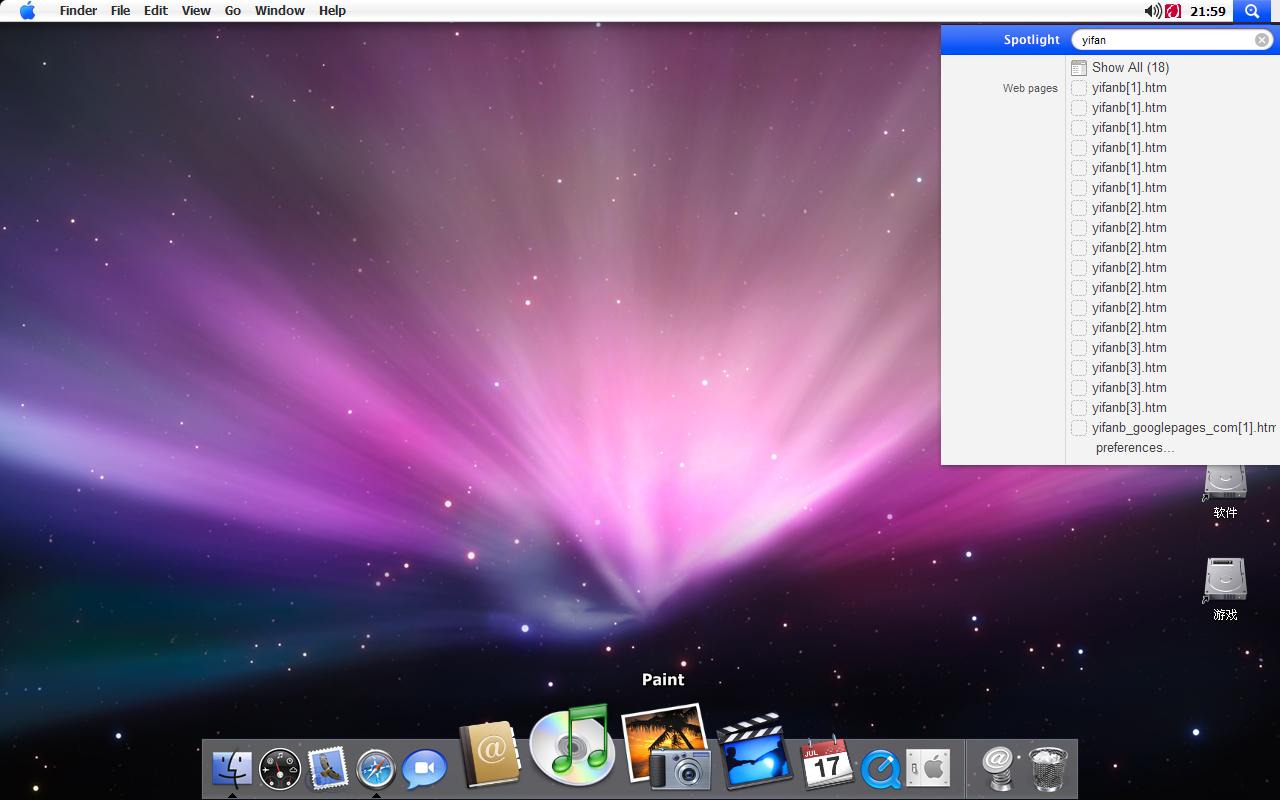 Finder File Edit View Go Window Help 21:59
Spotlight yifan
Show All (18)
Web pages yifanb[1].htm
yifanb[1].htm
yifanb[1].htm
yifanb[1].htm
yifanb[1].htm
yifanb[1].htm
yifanb[2].htm
yifanb[2].htm
yifanb[2].htm
yifanb[2].htm
yifanb[2].htm
yifanb[2].htm
yifanb[2].htm
yifanb[3].htm
yifanb[3].htm
yifanb[3].htm
yifanb[3].htm
yifanb_googlepages_com[1].htm
preferences...
软件
游戏
Paint
JUL
17